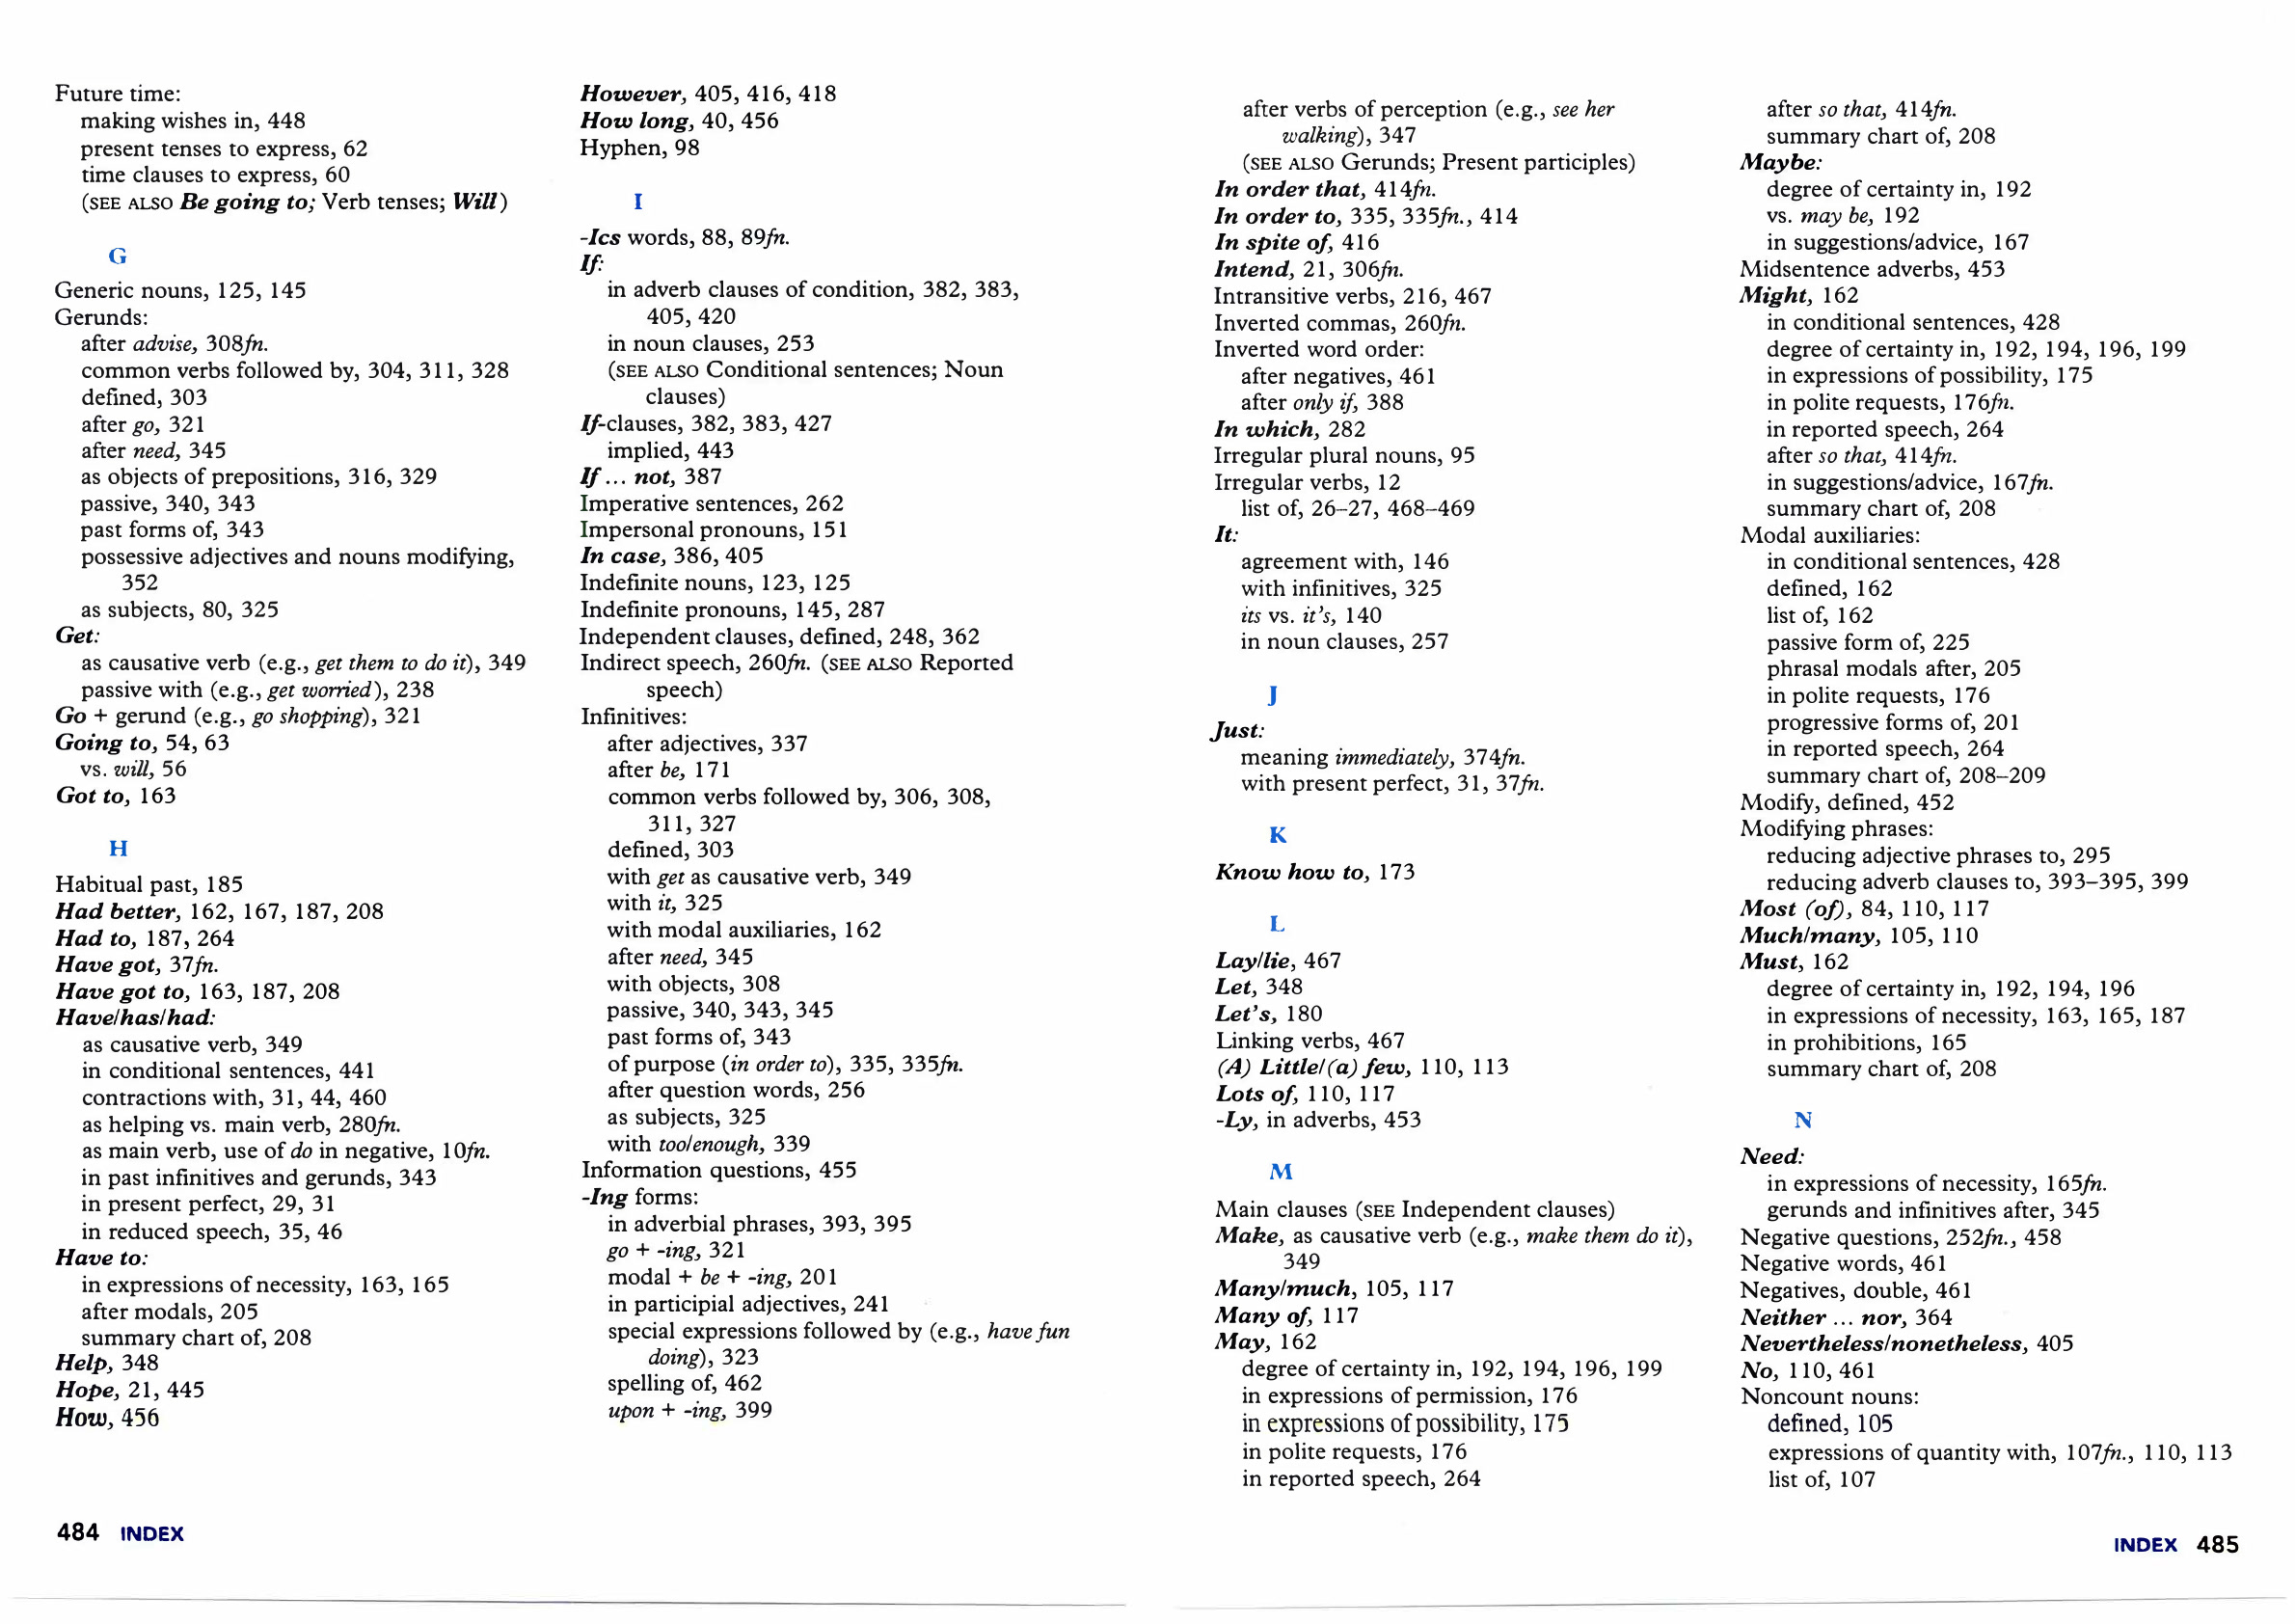 Future time:
making wishes in, 448
present tenses to express, 62
time clauses to express, 60
(SEE ALSO Be going to; Verb tenses; Will)
G
Generic nouns, 125, 145
Gerunds:
after advise, 308fn.
common verbs followed by, 304, 311, 328
defined, 303
after go, 321
after need, 345
as objects of prepositions, 316, 329
passive, 340, 343
past forms of, 343
possessive adjectives and nouns modifying,
352
as subjects, 80, 325
Get:
as causative verb (e.g., get them to do it), 349
passive with (e.g., get worried), 238
Go + gerund (e.g., go shopping), 321
Going to, 54, 63
vs. will, 56
Got to, 163
H
Habitual past, 185
Had better, 162, 167, 187, 208
Had to, 187, 264
Have got, 37fn.
Have got to, 163, 187, 208
Have/has/had:
as causative verb, 349
in conditional sentences, 441
contractions with, 31, 44, 460
as helping vs. main verb, 280fn.
as main verb, use of do in negative, 10fn.
in past infinitives and gerunds, 343
in present perfect, 29, 31
in reduced speech, 35, 46
Have to:
in expressions of necessity, 163, 165
after modals, 205
summary chart of, 208
Help, 348
Hope, 21, 445
How, 456
However, 405, 416, 418
How long, 40, 456
Hyphen, 98
I
-Ics words, 88, 89fn.
If:
in adverb clauses of condition, 382, 383,
405, 420
in noun clauses, 253
(SEE ALSO Conditional sentences; Noun
clauses)
If-clauses, 382, 383, 427
implied, 443
If ... not, 387
Imperative sentences, 262
Impersonal pronouns, 151
In case, 386, 405
Indefinite nouns, 123, 125
Indefinite pronouns, 145, 287
Independent clauses, defined, 248, 362
Indirect speech, 260fn. (SEE ALSO Reported
speech)
Infinitives:
after adjectives, 337
after be, 171
common verbs followed by, 306, 308,
311, 327
defined, 303
with get as causative verb, 349
with it, 325
with modal auxiliaries, 162
after need, 345
with objects, 308
passive, 340, 343, 345
past forms of, 343
of purpose (in order to), 335, 335fn.
after question words, 256
as subjects, 325
with too/enough, 339
Information questions, 455
-Ing forms:
in adverbial phrases, 393, 395
go + -ing, 321
modal + be + -ing, 201
in participial adjectives, 241
special expressions followed by (e.g., have fun
doing), 323
spelling of, 462
upon + -ing, 399
484 INDEX
after verbs of perception (e.g., see her
walking), 347
(SEE ALSO Gerunds; Present participles)
In order that, 414fn.
In order to, 335, 335fn., 414
In spite of, 416
Intend, 21, 306fn.
Intransitive verbs, 216, 467
Inverted commas, 260fn.
Inverted word order:
after negatives, 461
after only if, 388
In which, 282
Irregular plural nouns, 95
Irregular verbs, 12
list of, 26–27, 468–469
It:
agreement with, 146
with infinitives, 325
its vs. it's, 140
in noun clauses, 257
J
Just:
meaning immediately, 374fn.
with present perfect, 31, 37fn.
K
Know how to, 173
L
Lay/lie, 467
Let, 348
Let's, 180
Linking verbs, 467
(A) Little/(a) few, 110, 113
Lots of, 110, 117
-Ly, in adverbs, 453
M
Main clauses (SEE Independent clauses)
Make, as causative verb (e.g., make them do it),
349
Many/much, 105, 117
Many of, 117
May, 162
degree of certainty in, 192, 194, 196, 199
in expressions of permission, 176
in expressions of possibility, 175
in polite requests, 176
in reported speech, 264
after so that, 414fn.
summary chart of, 208
Maybe:
degree of certainty in, 192
vs. may be, 192
in suggestions/advice, 167
Midsentence adverbs, 453
Might, 162
in conditional sentences, 428
degree of certainty in, 192, 194, 196, 199
in expressions of possibility, 175
in polite requests, 176fn.
in reported speech, 264
after so that, 414fn.
in suggestions/advice, 167fn.
summary chart of, 208
Modal auxiliaries:
in conditional sentences, 428
defined, 162
list of, 162
passive form of, 225
phrasal modals after, 205
in polite requests, 176
progressive forms of, 201
in reported speech, 264
summary chart of, 208–209
Modify, defined, 452
Modifying phrases:
reducing adjective phrases to, 295
reducing adverb clauses to, 393–395, 399
Most (of), 84, 110, 117
Much/many, 105, 110
Must, 162
degree of certainty in, 192, 194, 196
in expressions of necessity, 163, 165, 187
in prohibitions, 165
summary chart of, 208
N
Need:
in expressions of necessity, 165fn.
gerunds and infinitives after, 345
Negative questions, 252fn., 458
Negative words, 461
Negatives, double, 461
Neither ... nor, 364
Nevertheless/nonetheless, 405
No, 110, 461
Noncount nouns:
defined, 105
expressions of quantity with, 107fn., 110, 113
list of, 107
INDEX 485